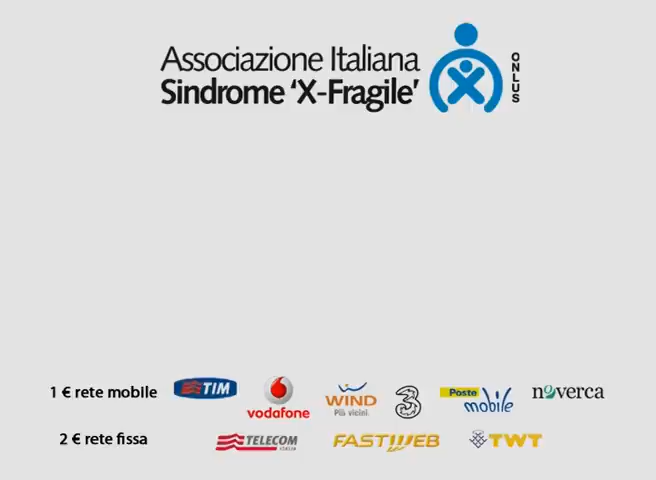 Associazione Italiana
Sindrome ‘X-Fragile’
ONLUS
1 € rete mobile
TIM
vodafone
WIND
Più vicini.
3
Poste
mobile
noverca
2 € rete fissa
TELECOM
ITALIA
FASTWEB
TWT